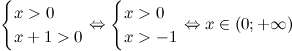 {x > 0, x + 1 > 0 ⇔ {x > 0, x > −1 ⇔ x ∈ (0; +∞)